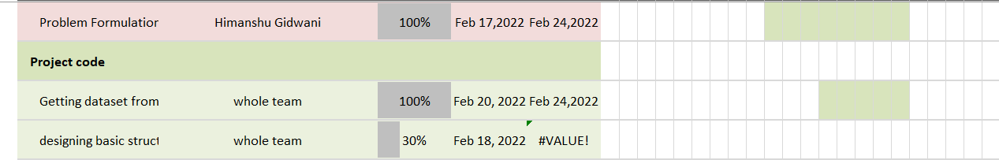 Problem Formulation Himanshu Gidwani 100% Feb 17,2022 Feb 24,2022
Project code
Getting dataset from whole team 100% Feb 20, 2022 Feb 24,2022
designing basic struct whole team 30% Feb 18, 2022 #VALUE!